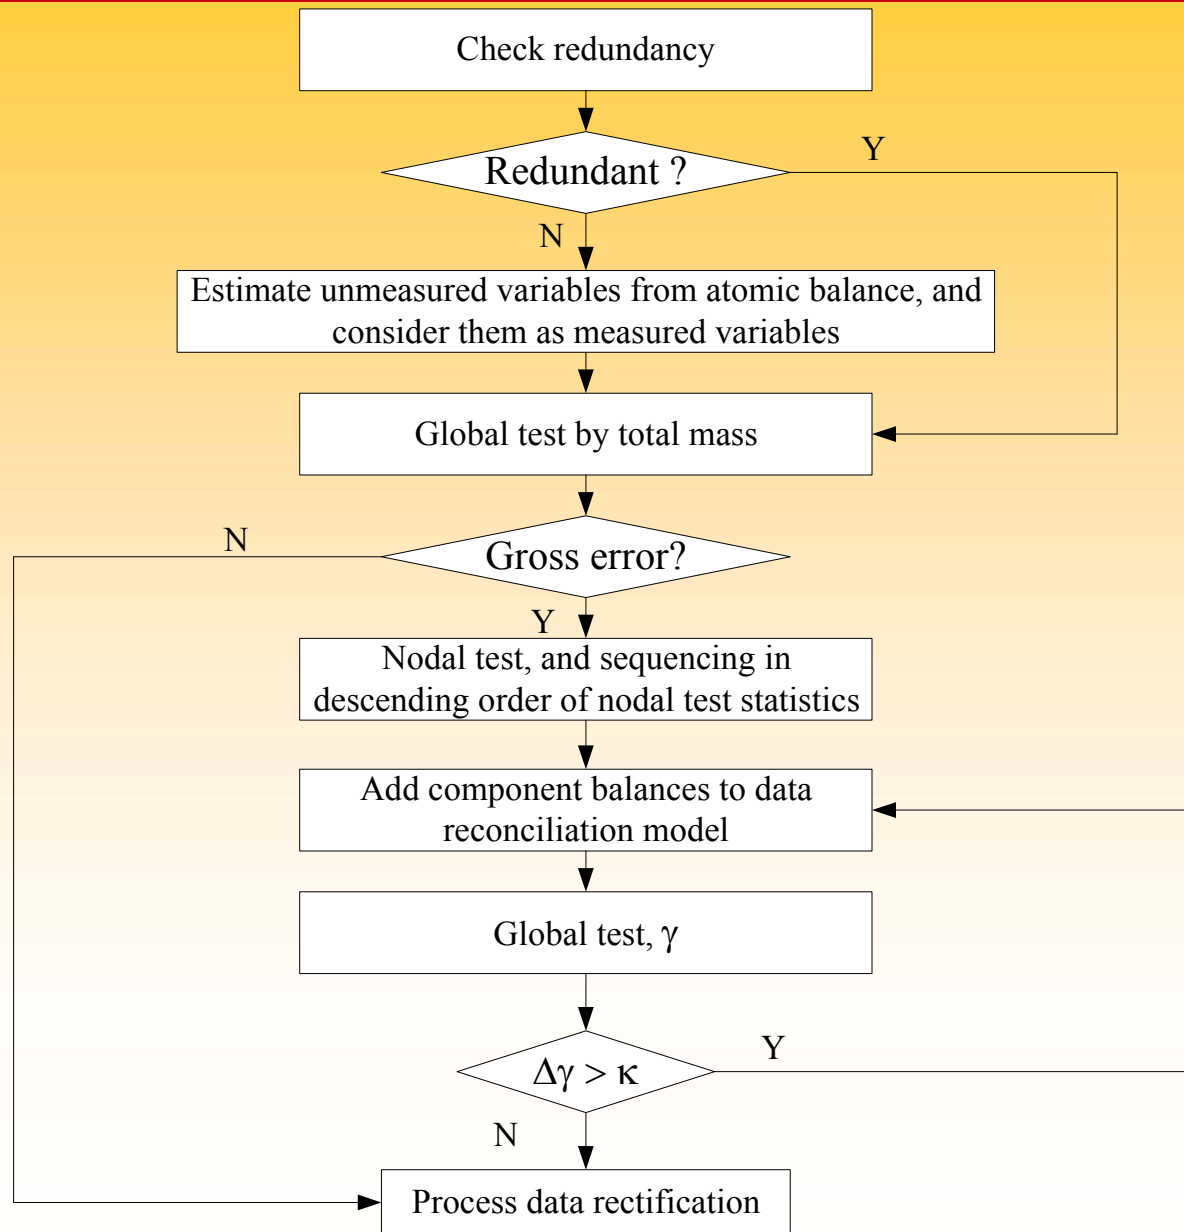 Check redundancy
Redundant ?
Y
N
Estimate unmeasured variables from atomic balance, and
consider them as measured variables
Global test by total mass
N
Gross error?
Y
Nodal test, and sequencing in
descending order of nodal test statistics
Add component balances to data
reconciliation model
Global test, γ
Δγ > κ
Y
N
Process data rectification